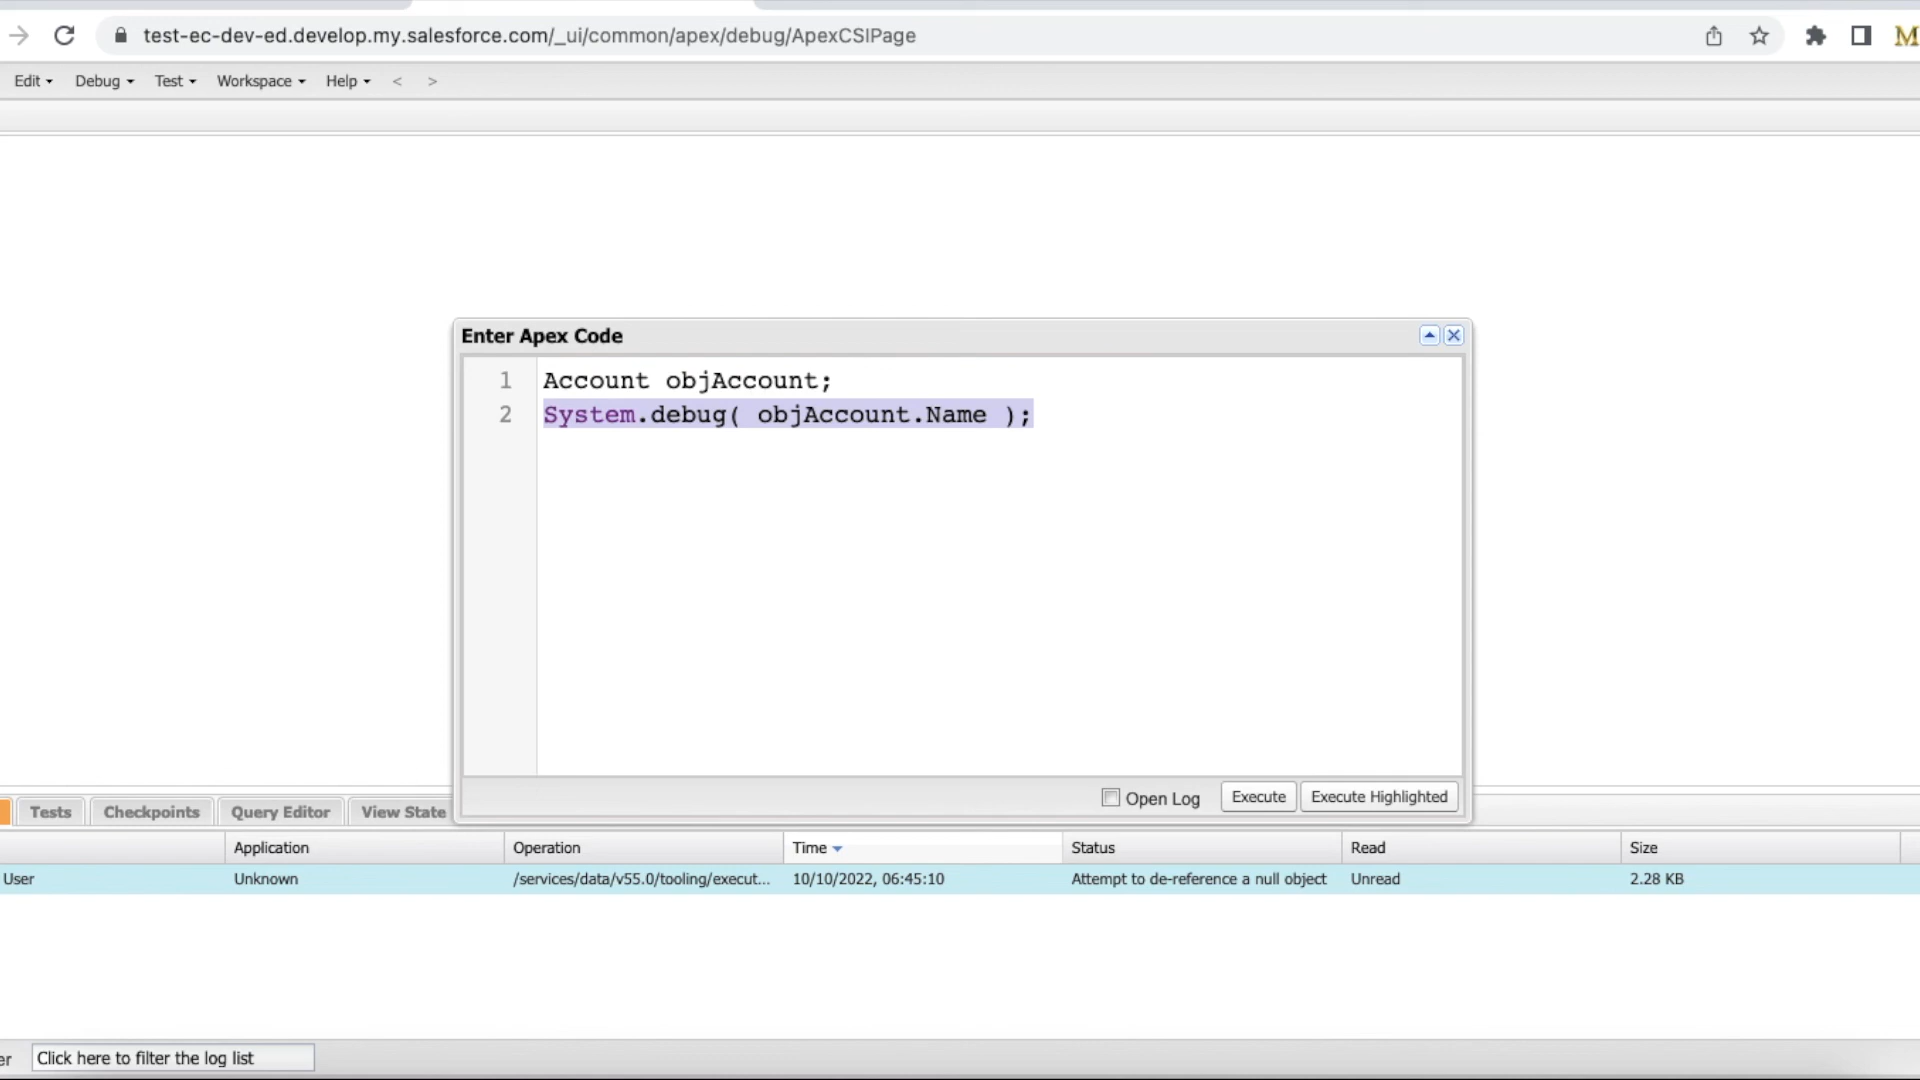 test-ec-dev-ed.develop.my.salesforce.com/_ui/common/apex/debug/ApexCSIPage
M
Edit Debug Test Workspace Help < >
Enter Apex Code
1 Account objAccount;
2 System.debug( objAccount.Name );
Open Log Execute Execute Highlighted
Tests Checkpoints Query Editor View State
Application Operation Time Status Read Size
User Unknown /services/data/v55.0/tooling/execut... 10/10/2022, 06:45:10 Attempt to de-reference a null object Unread 2.28 KB
er Click here to filter the log list